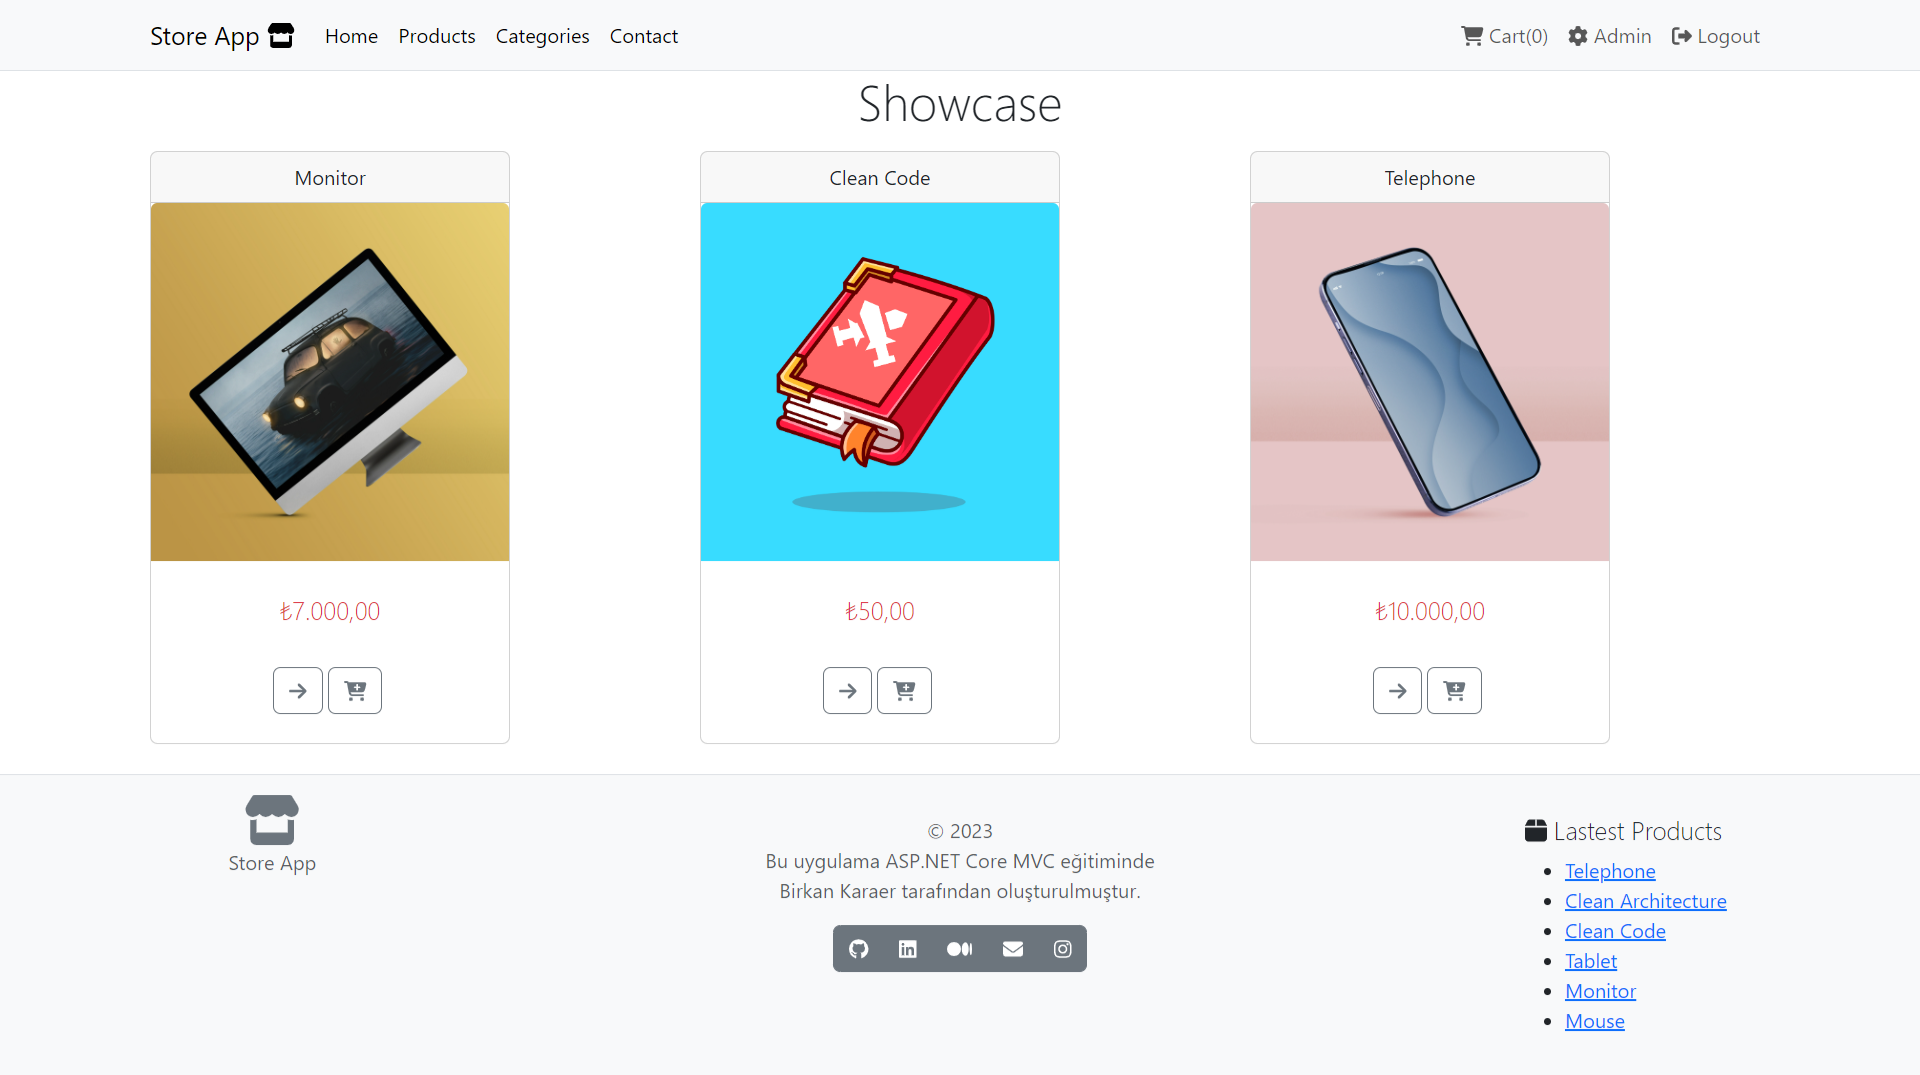 Store App
Home
Products
Categories
Contact
Cart(0)
Admin
Logout
Showcase
Monitor
Clean Code
Telephone
₺7.000,00
₺50,00
₺10.000,00
Store App
© 2023
Bu uygulama ASP.NET Core MVC eğitiminde
Birkan Karaer tarafından oluşturulmuştur.
Lastest Products
Telephone
Clean Architecture
Clean Code
Tablet
Monitor
Mouse